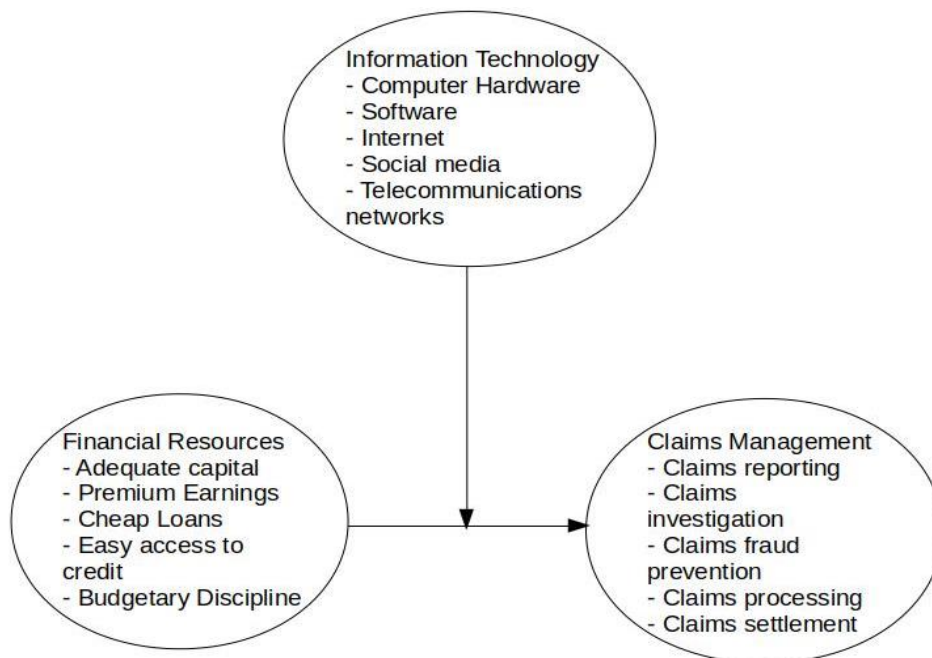 Information Technology
- Computer Hardware
- Software
- Internet
- Social media
- Telecommunications
networks
Financial Resources
- Adequate capital
- Premium Earnings
- Cheap Loans
- Easy access to
credit
- Budgetary Discipline
Claims Management
- Claims reporting
- Claims
investigation
- Claims fraud
prevention
- Claims processing
- Claims settlement